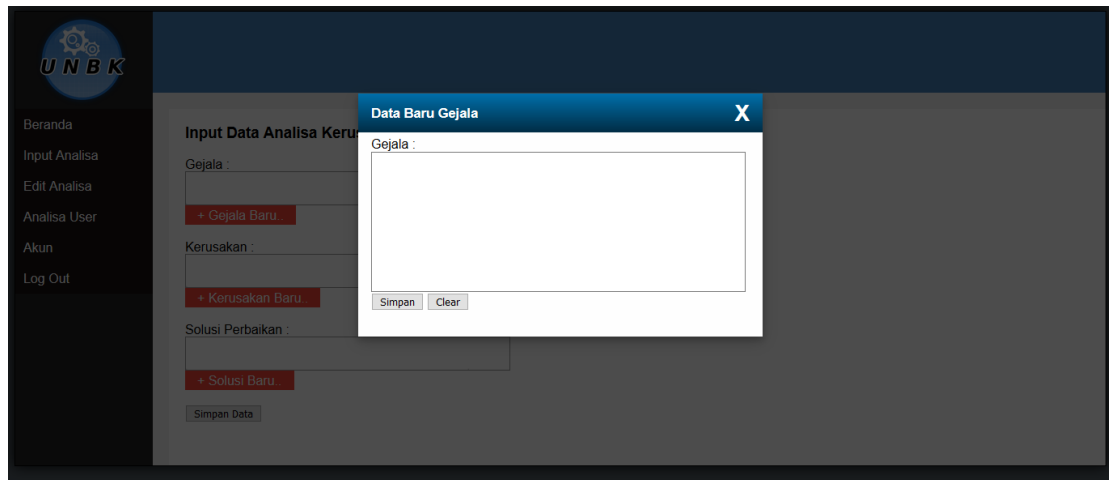 UNBK
Beranda
Input Analisa
Edit Analisa
Analisa User
Akun
Log Out
Input Data Analisa Keru
Gejala :
+ Gejala Baru..
Kerusakan :
+ Kerusakan Baru..
Solusi Perbaikan :
+ Solusi Baru..
Simpan Data
Data Baru Gejala X
Gejala :
Simpan Clear